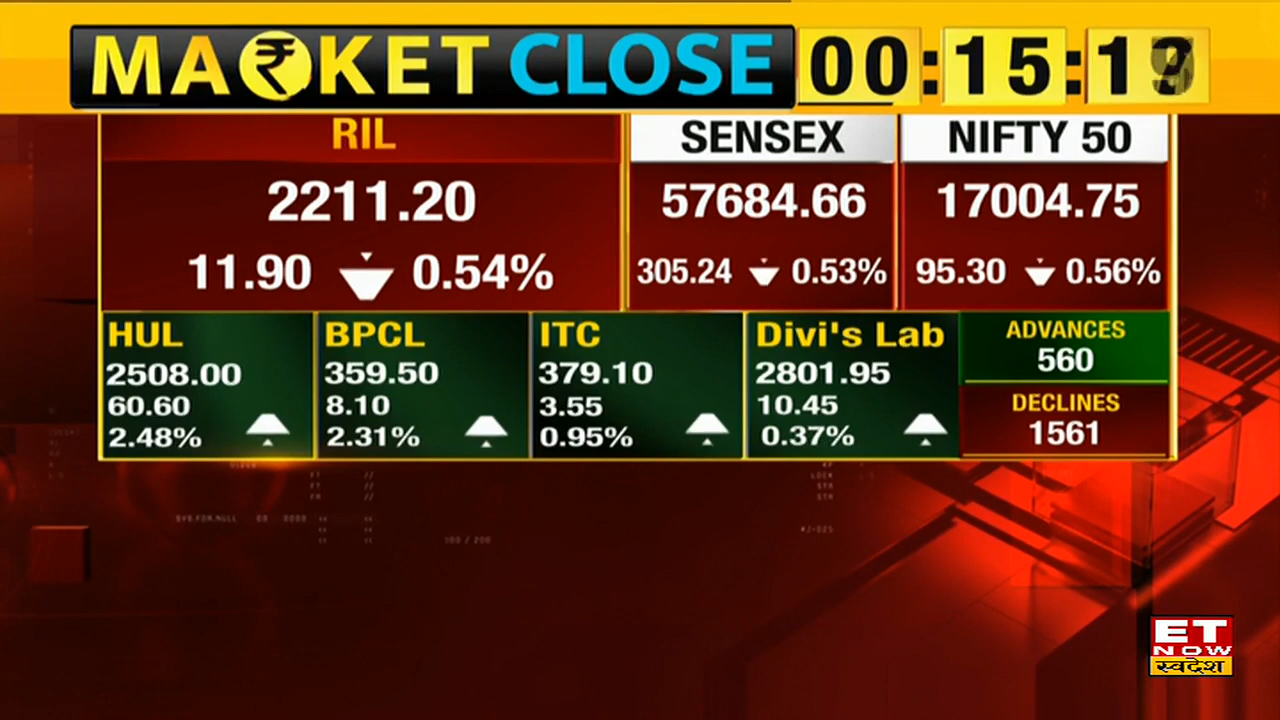 MA₹KET CLOSE 00:15:1
RIL
2211.20
11.90 0.54%
SENSEX
57684.66
305.24 0.53%
NIFTY 50
17004.75
95.30 0.56%
HUL
2508.00
60.60
2.48%
BPCL
359.50
8.10
2.31%
ITC
379.10
3.55
0.95%
Divi's Lab
2801.95
10.45
0.37%
ADVANCES
560
DECLINES
1561
100 / 200
ET
NOW
स्वदेश